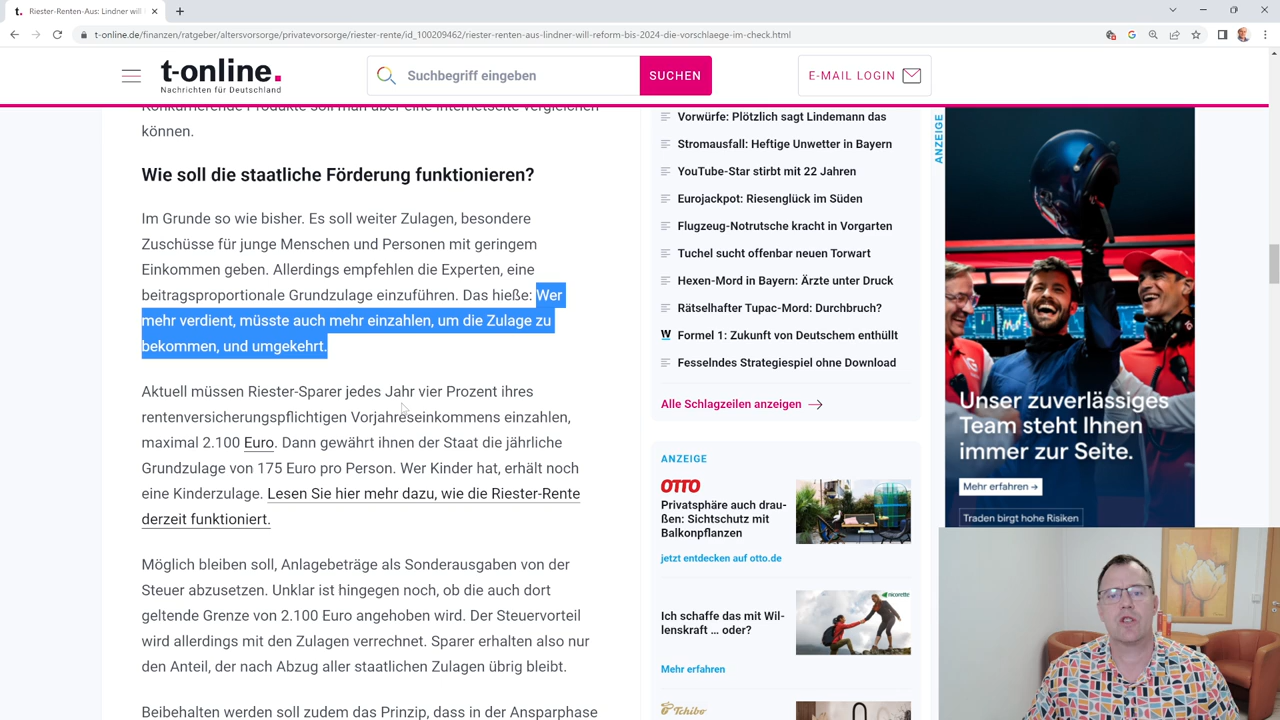 Riester-Renten-Aus: Lindner will
t-online.de/finanzen/ratgeber/altersvorsorge/privatevorsorge/riester-rente/id_100209462/riester-renten-aus-lindner-will-reform-bis-2024-die-vorschlaege-im-check.html
t-online.
Nachrichten für Deutschland
Suchbegriff eingeben
SUCHEN
E-MAIL LOGIN
Konkurrierende Produkte soll man über eine Internetseite vergleichen
können.
Wie soll die staatliche Förderung funktionieren?
Im Grunde so wie bisher. Es soll weiter Zulagen, besondere
Zuschüsse für junge Menschen und Personen mit geringem
Einkommen geben. Allerdings empfehlen die Experten, eine
beitragsproportionale Grundzulage einzuführen. Das hieße: Wer
mehr verdient, müsste auch mehr einzahlen, um die Zulage zu
bekommen, und umgekehrt.
Aktuell müssen Riester-Sparer jedes Jahr vier Prozent ihres
rentenversicherungspflichtigen Vorjahreseinkommens einzahlen,
maximal 2.100 Euro. Dann gewährt ihnen der Staat die jährliche
Grundzulage von 175 Euro pro Person. Wer Kinder hat, erhält noch
eine Kinderzulage. Leser Sie hier mehr dazu, wie die Riester-Rente
derzeit funktioniert.
Möglich bleiben soll, Anlagebeträge als Sonderausgaben von der
Steuer abzusetzen. Unklar ist hingegen noch, ob die auch dort
geltende Grenze von 2.100 Euro angehoben wird. Der Steuervorteil
wird allerdings mit den Zulagen verrechnet. Sparer erhalten also nur
den Anteil, der nach Abzug aller staatlichen Zulagen übrig bleibt.
Beibehalten werden soll zudem das Prinzip, dass in der Ansparphase
Vorwürfe: Plötzlich sagt Lindemann das
Stromausfall: Heftige Unwetter in Bayern
YouTube-Star stirbt mit 22 Jahren
Eurojackpot: Riesenglück im Süden
Flugzeug-Notrutsche kracht in Vorgarten
Tuchel sucht offenbar neuen Torwart
Hexen-Mord in Bayern: Ärzte unter Druck
Rätselhafter Tupac-Mord: Durchbruch?
W Formel 1: Zukunft von Deutschem enthüllt
Fesselndes Strategiespiel ohne Download
Alle Schlagzeilen anzeigen
ANZEIGE
OTTO
Privatsphäre auch drau-
ßen: Sichtschutz mit
Balkonpflanzen
jetzt entdecken auf otto.de
nicorette
Ich schaffe das mit Wil-
lenskraft ... oder?
Mehr erfahren
Tchibo
ANZEIGE
Unser zuverlässiges
Team steht Ihnen
immer zur Seite.
Mehr erfahren →
Traden birgt hohe Risiken